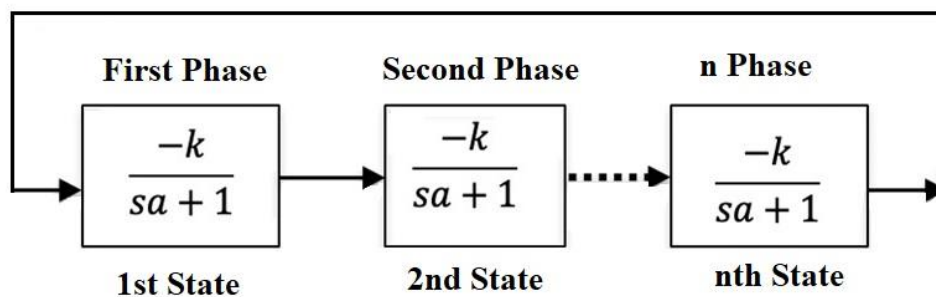 First Phase
Second Phase
n Phase
-k
sa + 1
-k
sa + 1
-k
sa + 1
1st State
2nd State
nth State